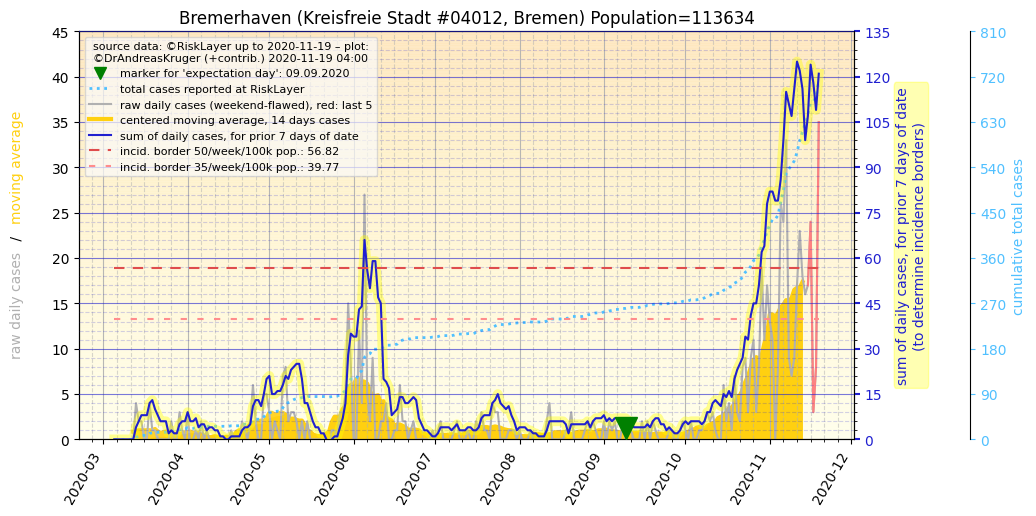 Bremerhaven (Kreisfreie Stadt #04012, Bremen) Population=113634
source data: ©RiskLayer up to 2020-11-19 – plot:
©DrAndreasKruger (+contrib.) 2020-11-19 04:00
marker for 'expectation day': 09.09.2020
total cases reported at RiskLayer
raw daily cases (weekend-flawed), red: last 5
centered moving average, 14 days cases
sum of daily cases, for prior 7 days of date
incid. border 50/week/100k pop.: 56.82
incid. border 35/week/100k pop.: 39.77
raw daily cases / moving average
45
40
35
30
25
20
15
10
5
0
2020-03
2020-04
2020-05
2020-06
2020-07
2020-08
2020-09
2020-10
2020-11
2020-12
135
120
105
90
75
60
45
30
15
0
sum of daily cases, for prior 7 days of date
(to determine incidence borders)
810
720
630
540
450
360
270
180
90
0
cumulative total cases